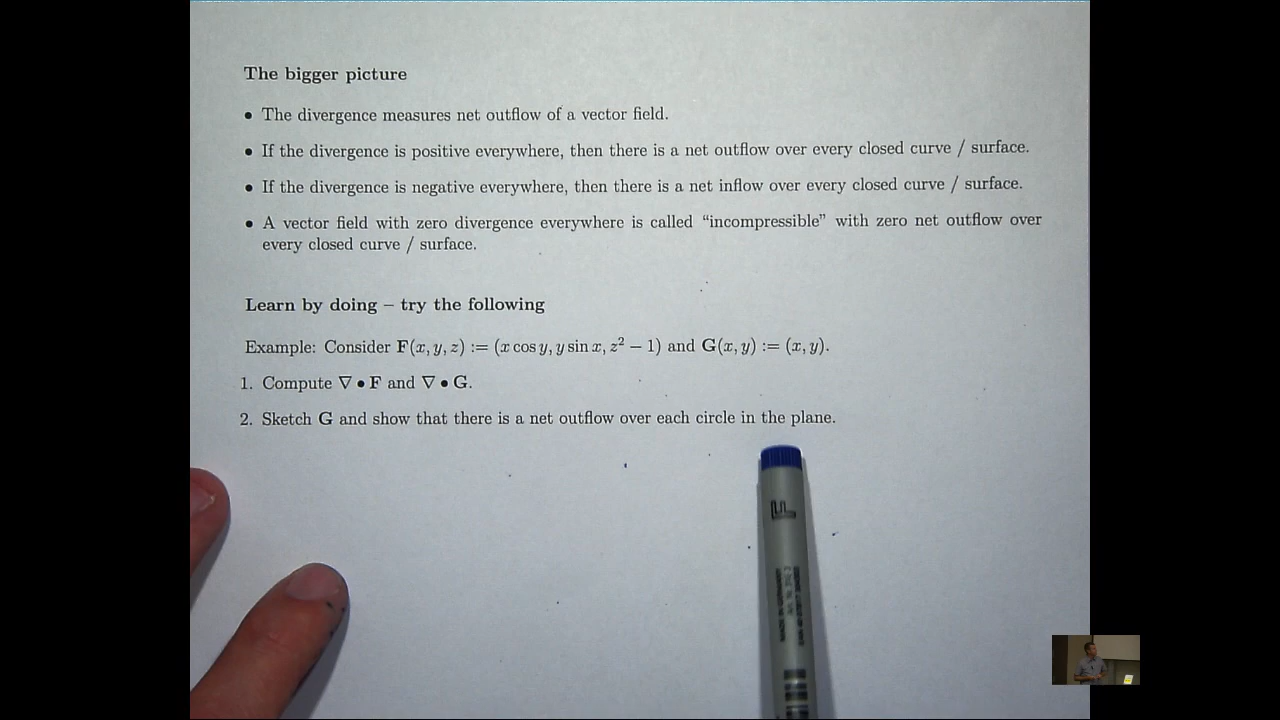 The bigger picture
• The divergence measures net outflow of a vector field.
• If the divergence is positive everywhere, then there is a net outflow over every closed curve / surface.
• If the divergence is negative everywhere, then there is a net inflow over every closed curve / surface.
• A vector field with zero divergence everywhere is called “incompressible” with zero net outflow over
every closed curve / surface.
Learn by doing – try the following
Example: Consider F(x, y, z) := (x cos y, y sin x, z² − 1) and G(x, y) := (x, y).
1. Compute ∇ • F and ∇ • G.
2. Sketch G and show that there is a net outflow over each circle in the plane.
F